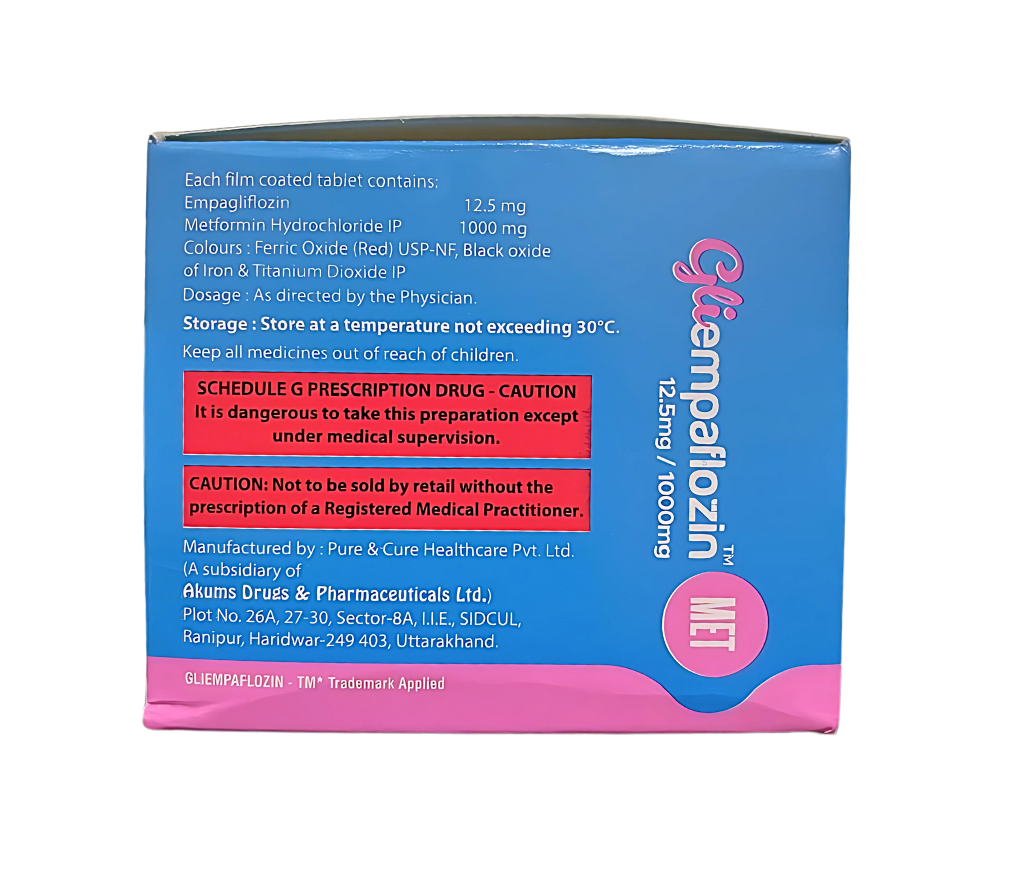 Each film coated tablet contains:
Empagliflozin 12.5 mg
Metformin Hydrochloride IP 1000 mg
Colours : Ferric Oxide (Red) USP-NF, Black oxide
of Iron & Titanium Dioxide IP
Dosage : As directed by the Physician.
Storage : Store at a temperature not exceeding 30°C.
Keep all medicines out of reach of children.
SCHEDULE G PRESCRIPTION DRUG - CAUTION
It is dangerous to take this preparation except
under medical supervision.
CAUTION: Not to be sold by retail without the
prescription of a Registered Medical Practitioner.
Manufactured by : Pure & Cure Healthcare Pvt. Ltd.
(A subsidiary of
Akums Drugs & Pharmaceuticals Ltd.)
Plot No. 26A, 27-30, Sector-8A, I.I.E., SIDCUL,
Ranipur, Haridwar-249 403, Uttarakhand.
GLIEMPAFLOZIN - TM* Trademark Applied
Gliempaflozin™ MET
12.5mg / 1000mg